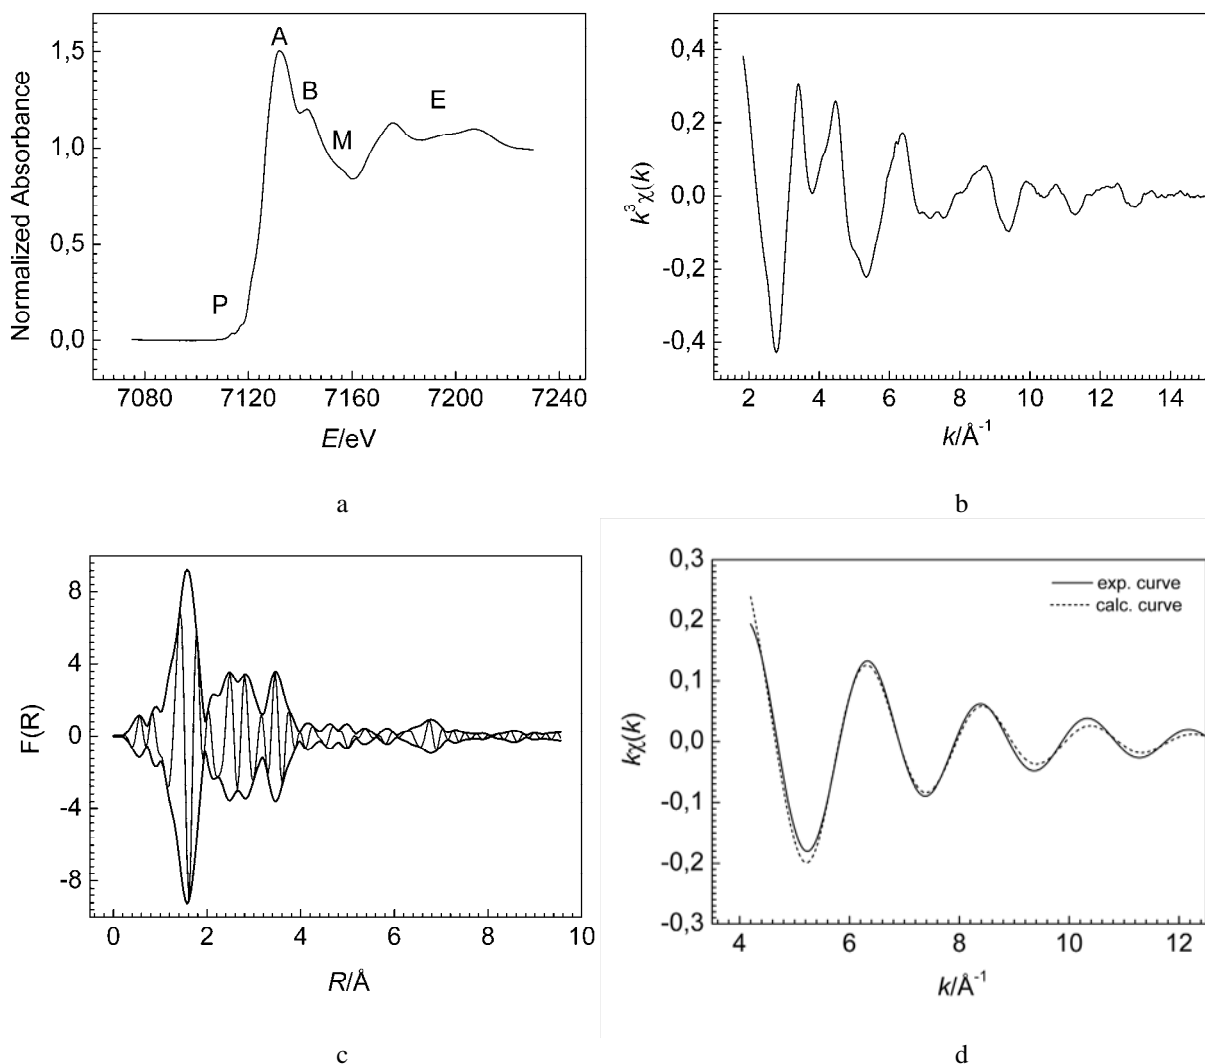 Normalized Absorbance
1,5
1,0
0,5
0,0
P
A
B
M
E
7080 7120 7160 7200 7240
E/eV
a
k³χ(k)
0,4
0,2
0,0
-0,2
-0,4
2 4 6 8 10 12 14
k/Å⁻¹
b
F(R)
8
4
0
-4
-8
0 2 4 6 8 10
R/Å
c
kχ(k)
0,3
0,2
0,1
0,0
-0,1
-0,2
-0,3
exp. curve
calc. curve
4 6 8 10 12
k/Å⁻¹
d